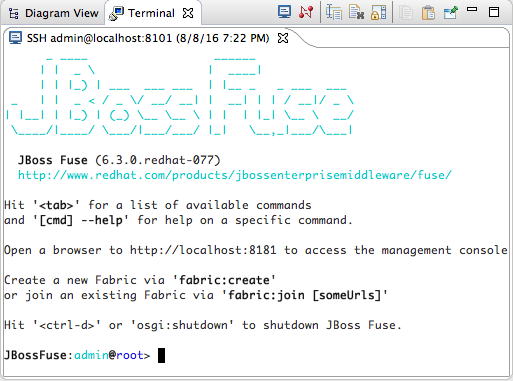 Diagram View
Terminal
SSH admin@localhost:8101 (8/8/16 7:22 PM)
JBoss Fuse
JBoss Fuse (6.3.0.redhat-077)
http://www.redhat.com/products/jbossenterprisemiddleware/fuse/
Hit '<tab>' for a list of available commands
and '[cmd] --help' for help on a specific command.
Open a browser to http://localhost:8181 to access the management console
Create a new Fabric via 'fabric:create'
or join an existing Fabric via 'fabric:join [someUrls]'
Hit '<ctrl-d>' or 'osgi:shutdown' to shutdown JBoss Fuse.
JBossFuse:admin@root>